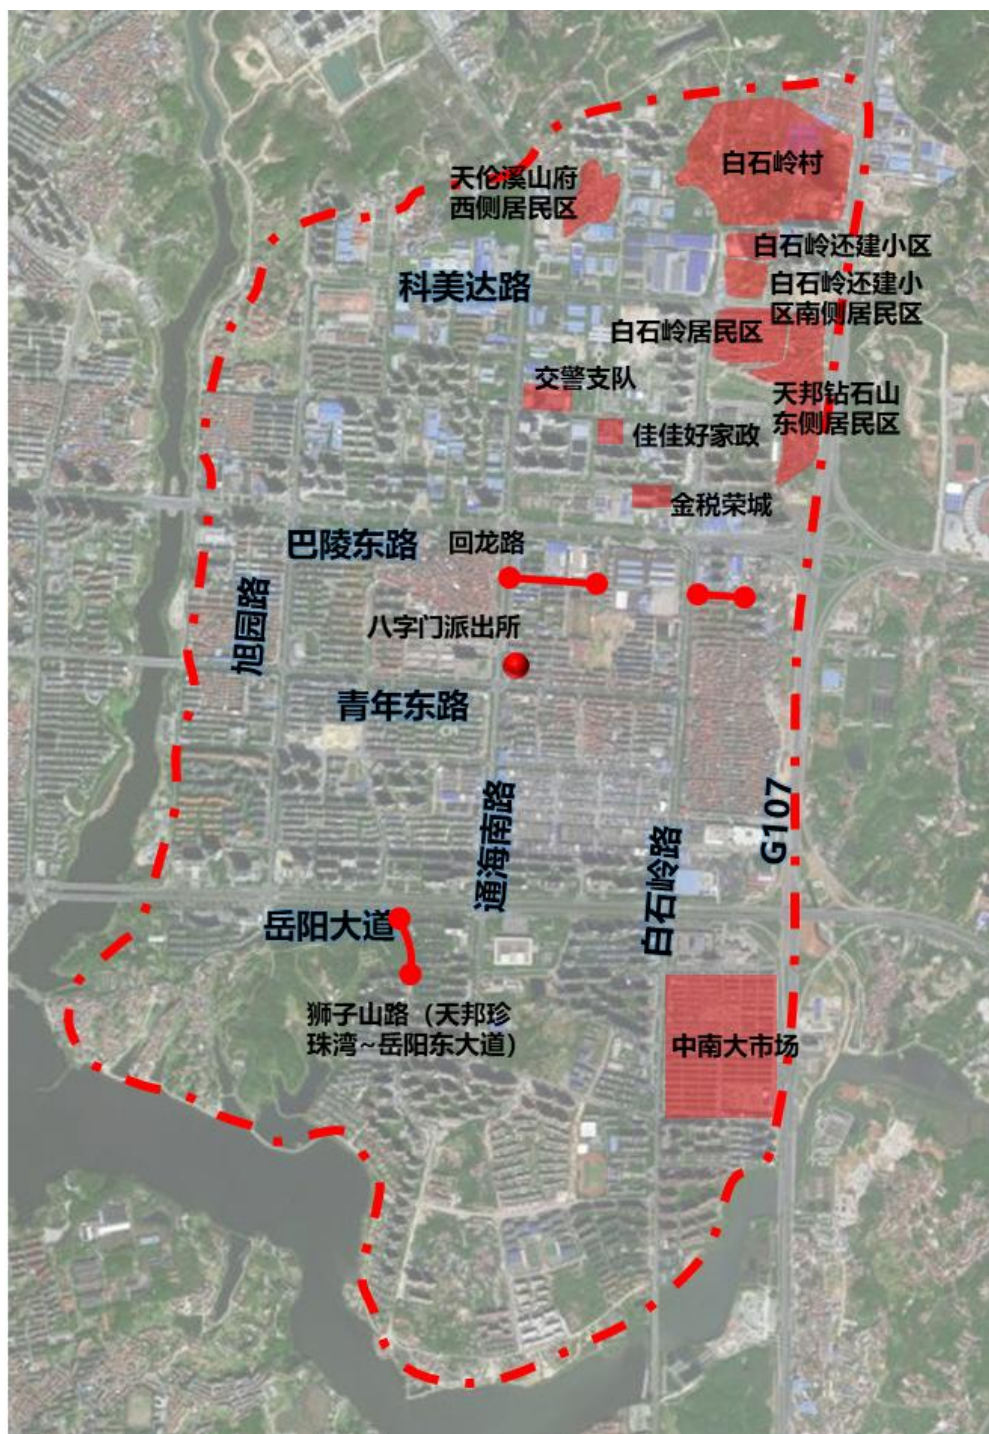 白石岭村
天伦溪山府
西侧居民区
白石岭还建小区
科美达路
白石岭还建小
区南侧居民区
白石岭居民区
交警支队
天邦钻石山
东侧居民区
佳佳好家政
金税荣城
巴陵东路
回龙路
旭园路
八字门派出所
青年东路
通海南路
G107
白石岭路
岳阳大道
狮子山路（天邦珍
珠湾~岳阳东大道）
中南大市场